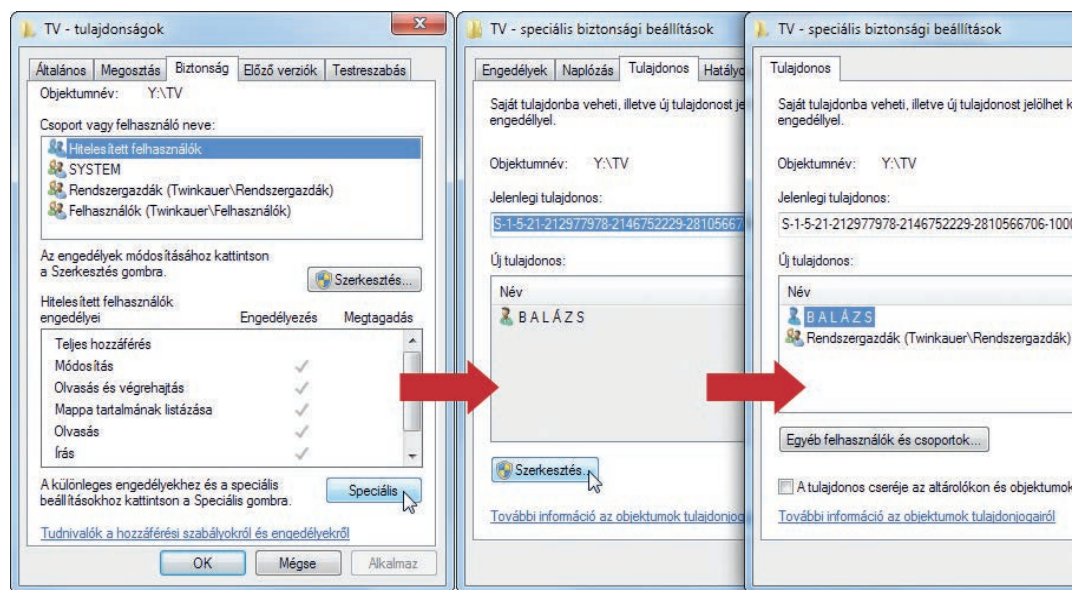 TV - tulajdonságok
Általános Megosztás Biztonság Előző verziók Testreszabás
Objektumnév: Y:\TV
Csoport vagy felhasználó neve:
Hitelesített felhasználók
SYSTEM
Rendszergazdák (Twinkauer\Rendszergazdák)
Felhasználók (Twinkauer\Felhasználók)
Az engedélyek módosításához kattintson
a Szerkesztés gombra.
Szerkesztés...
Hitelesített felhasználók
engedélyei Engedélyezés Megtagadás
Teljes hozzáférés
Módosítás
Olvasás és végrehajtás
Mappa tartalmának listázása
Olvasás
Írás
A különleges engedélyekhez és a speciális
beállításokhoz kattintson a Speciális gombra.
Speciális
Tudnivalók a hozzáférési szabályokról és engedélyekről
OK Mégse Alkalmaz
TV - speciális biztonsági beállítások
Engedélyek Naplózás Tulajdonos Hatályo
Saját tulajdonba veheti, illetve új tulajdonost je
engedéllyel.
Objektumnév: Y:\TV
Jelenlegi tulajdonos:
S-1-5-21-212977978-2146752229-28105667
Új tulajdonos:
Név
BALÁZS
Szerkesztés...
További információ az objektumok tulajdonjog
TV - speciális biztonsági beállítások
Tulajdonos
Saját tulajdonba veheti, illetve új tulajdonost jelölhet k
engedéllyel.
Objektumnév: Y:\TV
Jelenlegi tulajdonos:
S-1-5-21-212977978-2146752229-2810566706-1000
Új tulajdonos:
Név
BALÁZS
Rendszergazdák (Twinkauer\Rendszergazdák)
Egyéb felhasználók és csoportok...
A tulajdonos cseréje az altárolókon és objektumok
További információ az objektumok tulajdonjogairól